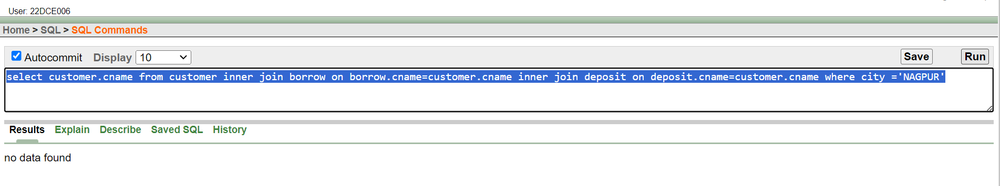 User: 22DCE006
Home > SQL > SQL Commands
Autocommit Display 10 Save Run
select customer.cname from customer inner join borrow on borrow.cname=customer.cname inner join deposit on deposit.cname=customer.cname where city ='NAGPUR'
Results Explain Describe Saved SQL History
no data found